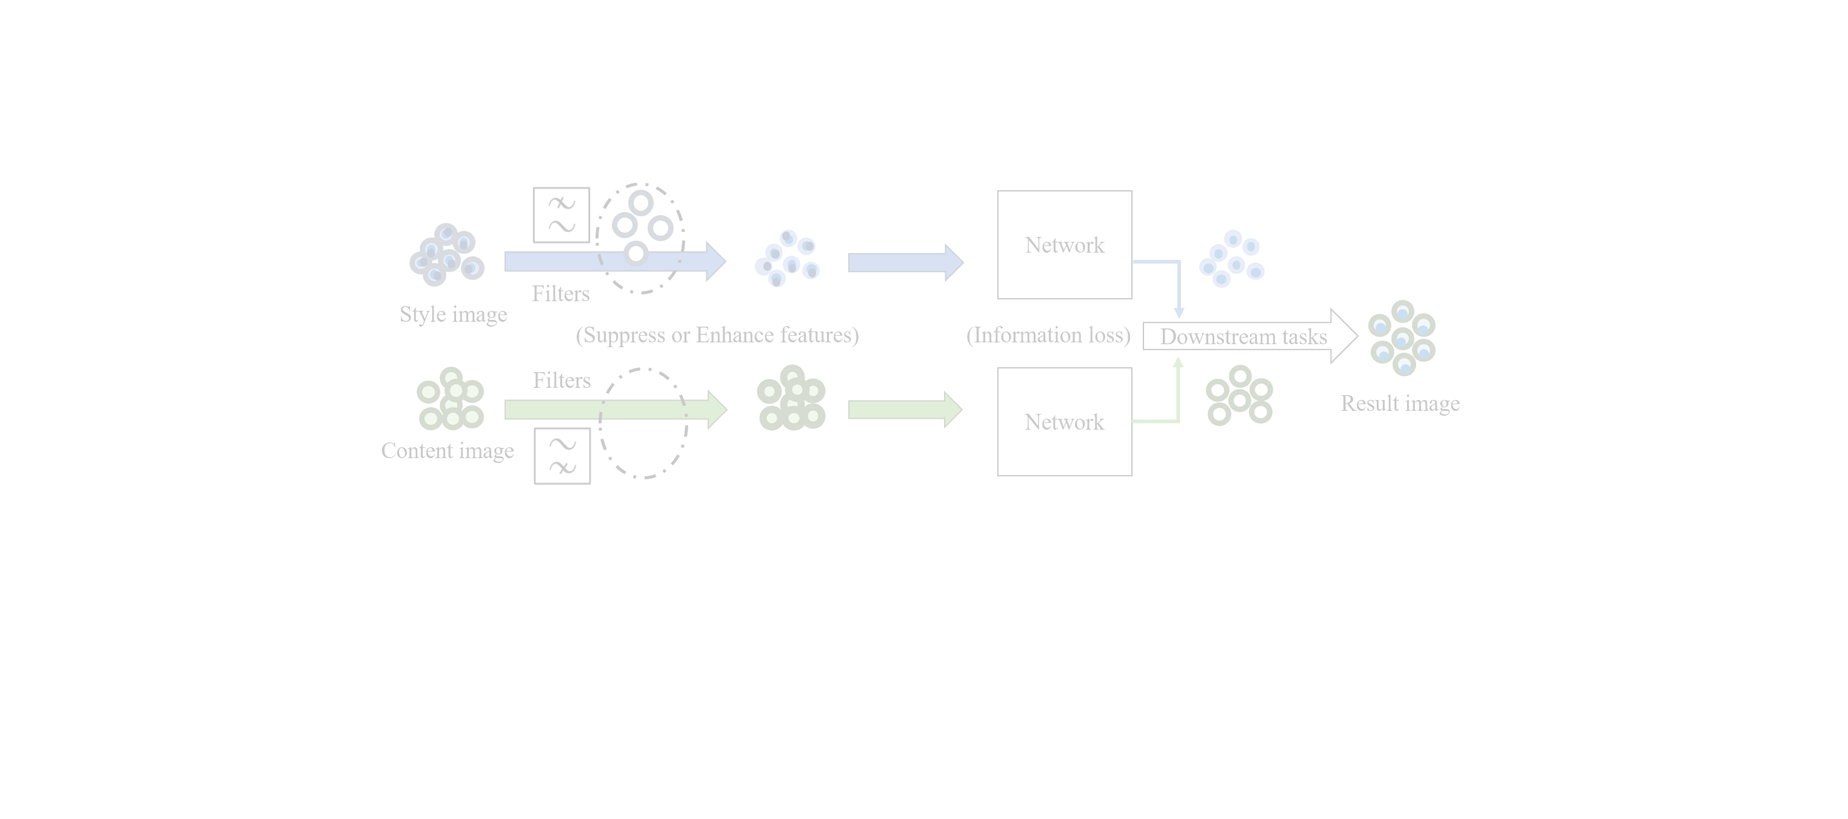 Network
Filters
Style image
(Suppress or Enhance features)
(Information loss)
Downstream tasks
Filters
Result image
Network
Content image